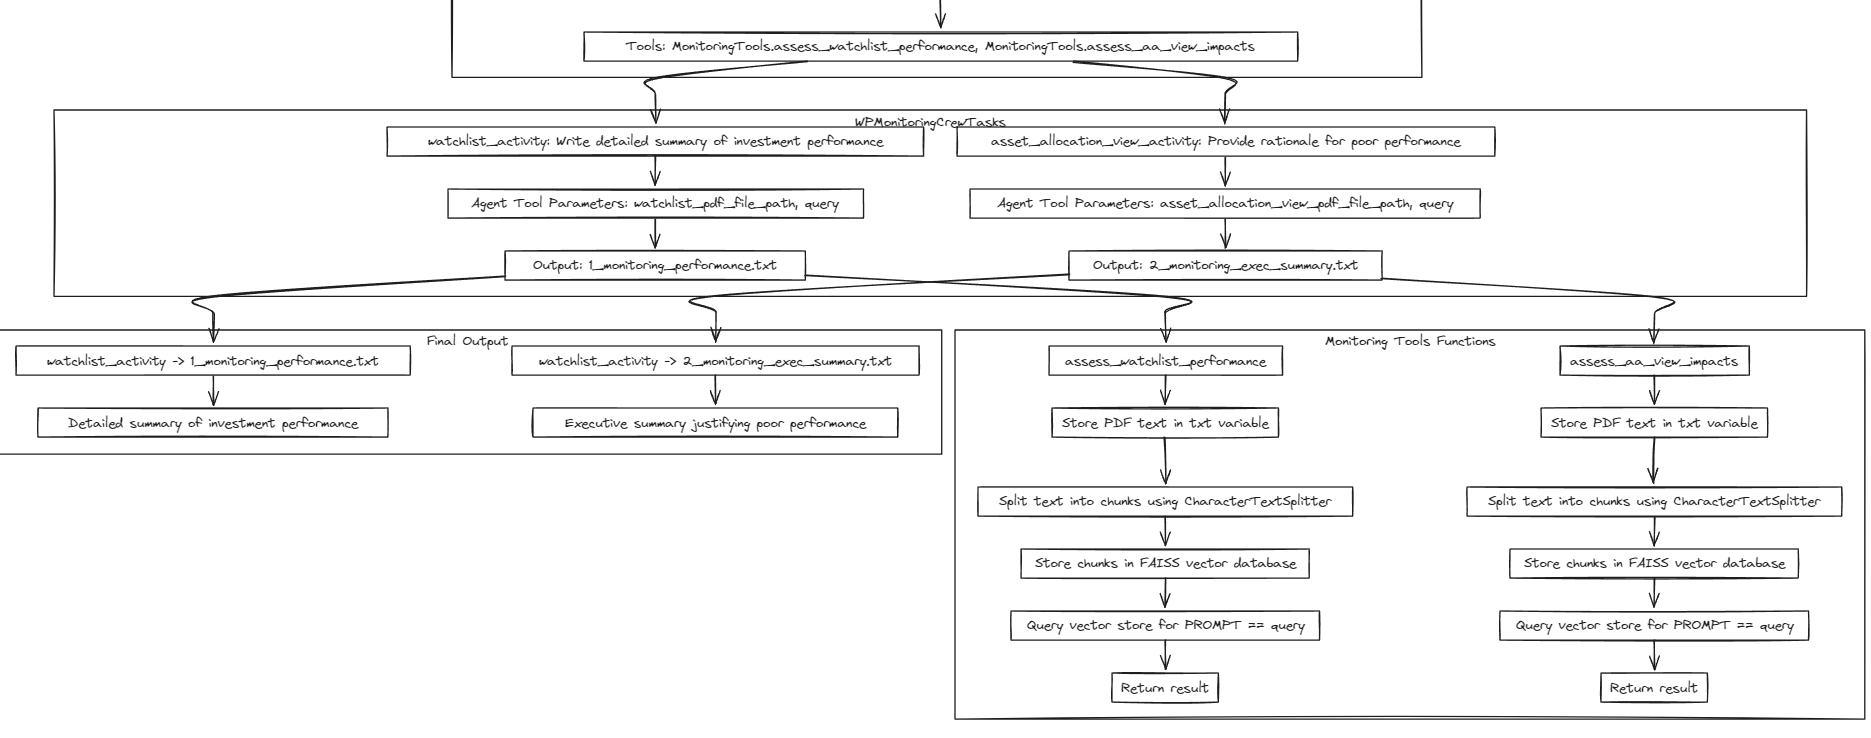 Tools: MonitoringTools.assess_watchlist_performance, MonitoringTools.assess_aa_view_impacts
WPMonitoringCrewTasks
watchlist_activity: Write detailed summary of investment performance
asset_allocation_view_activity: Provide rationale for poor performance
Agent Tool Parameters: watchlist_pdf_file_path, query
Agent Tool Parameters: asset_allocation_view_pdf_file_path, query
Output: 1_monitoring_performance.txt
Output: 2_monitoring_exec_summary.txt
Final Output
watchlist_activity -> 1_monitoring_performance.txt
watchlist_activity -> 2_monitoring_exec_summary.txt
Detailed summary of investment performance
Executive summary justifying poor performance
Monitoring Tools Functions
assess_watchlist_performance
assess_aa_view_impacts
Store PDF text in txt variable
Store PDF text in txt variable
Split text into chunks using CharacterTextSplitter
Split text into chunks using CharacterTextSplitter
Store chunks in FAISS vector database
Store chunks in FAISS vector database
Query vector store for PROMPT == query
Query vector store for PROMPT == query
Return result
Return result